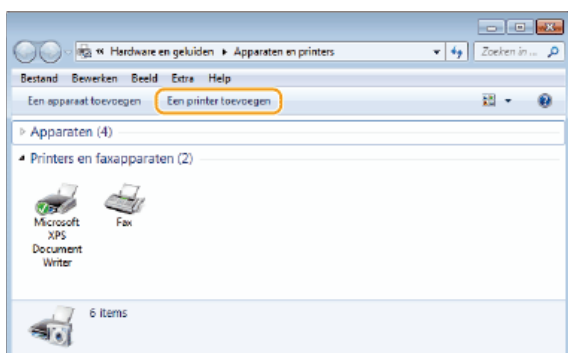 « Hardware en geluiden ▸ Apparaten en printers
Zoeken in ...
Bestand Bewerken Beeld Extra Help
Een apparaat toevoegen Een printer toevoegen
Apparaten (4)
Printers en faxapparaten (2)
Microsoft
XPS
Document
Writer
Fax
6 items